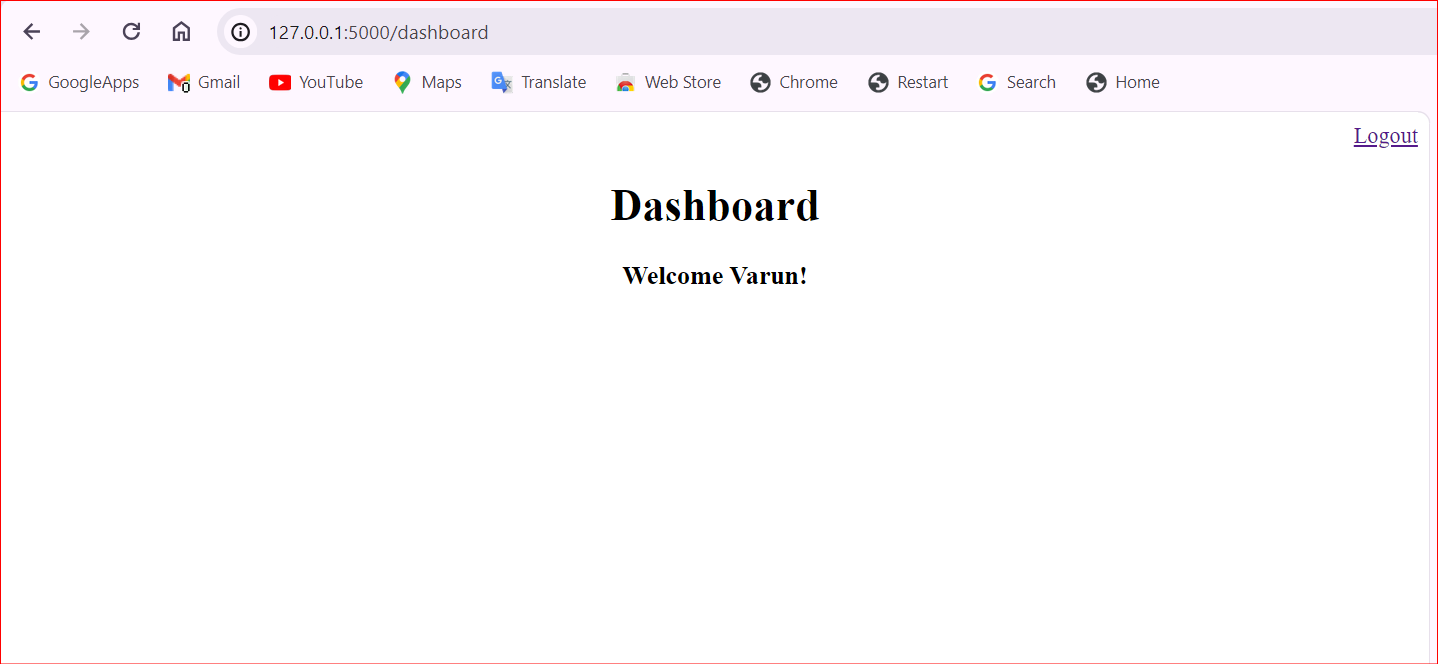 127.0.0.1:5000/dashboard
GoogleApps Gmail YouTube Maps Translate Web Store Chrome Restart Search Home
Logout
Dashboard
Welcome Varun!